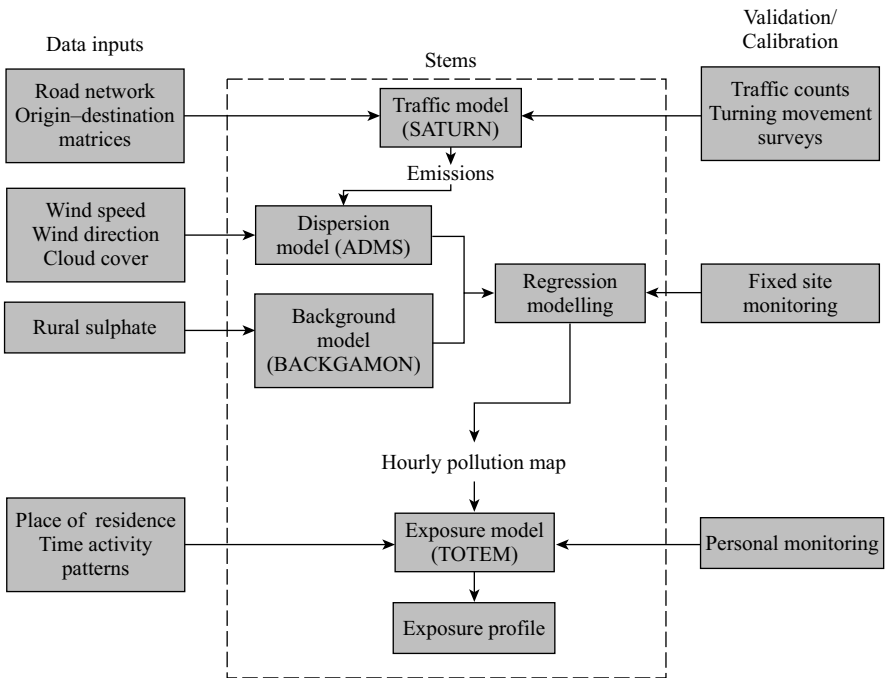 Data inputs
Stems
Validation/
Calibration
Road network
Origin–destination
matrices
Traffic model
(SATURN)
Traffic counts
Turning movement
surveys
Emissions
Wind speed
Wind direction
Cloud cover
Dispersion
model (ADMS)
Regression
modelling
Fixed site
monitoring
Rural sulphate
Background
model
(BACKGAMON)
Hourly pollution map
Place of residence
Time activity
patterns
Exposure model
(TOTEM)
Personal monitoring
Exposure profile